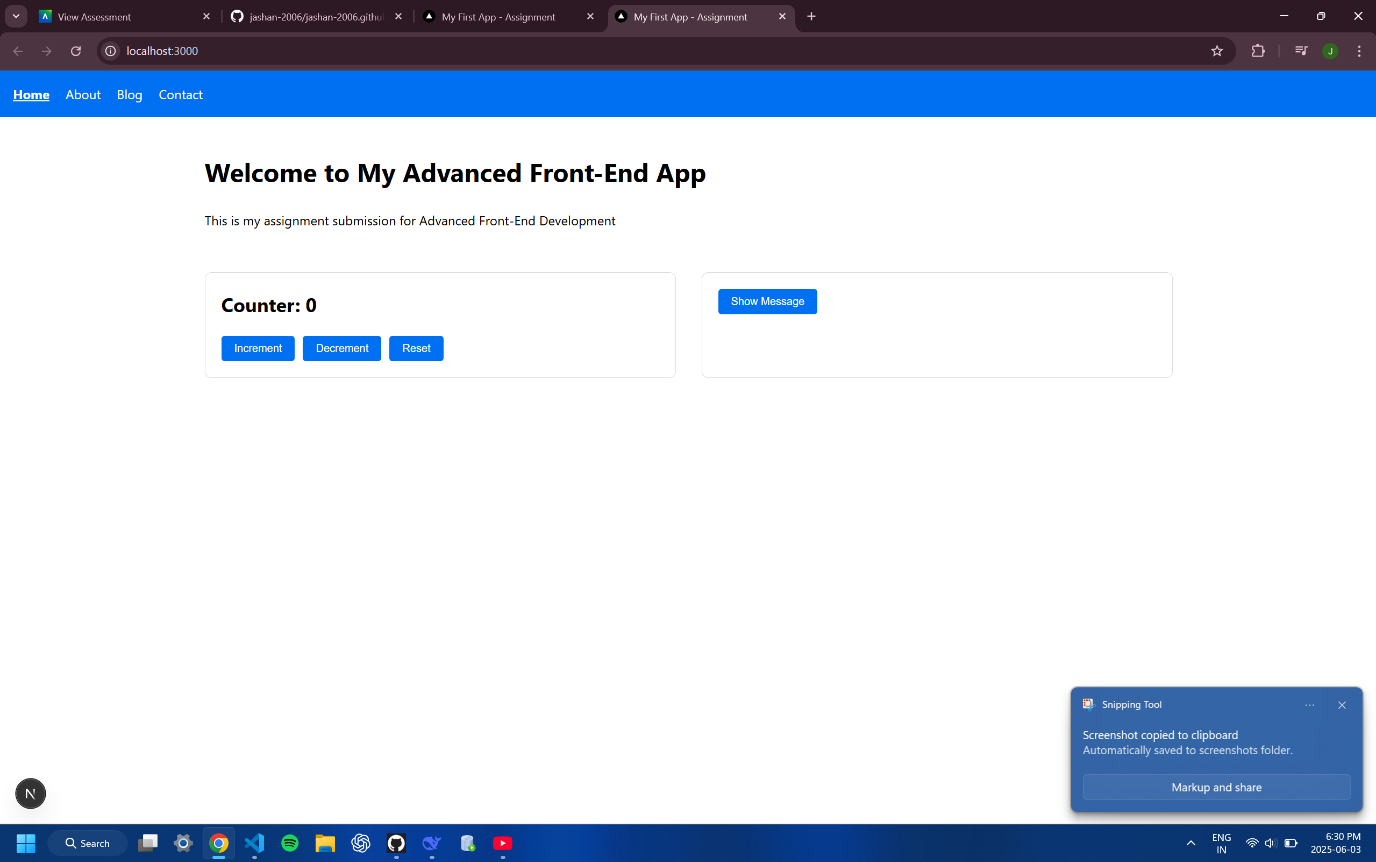 View Assessment
jashan-2006/jashan-2006.githu
My First App - Assignment
My First App - Assignment
localhost:3000
J
Home
About
Blog
Contact
Welcome to My Advanced Front-End App
This is my assignment submission for Advanced Front-End Development
Counter: 0
Increment
Decrement
Reset
Show Message
Snipping Tool
Screenshot copied to clipboard
Automatically saved to screenshots folder.
Markup and share
N
Search
ENG
IN
6:30 PM
2025-06-03